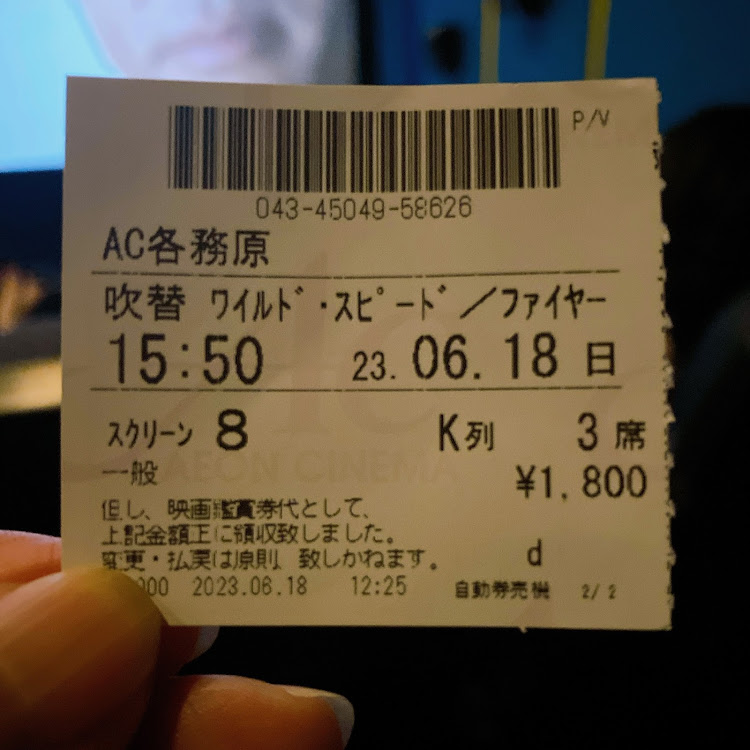 P/V
043-45049-58626
AC各務原
吹替 ワイルド・スピード/ファイヤー
15:50 23.06.18 日
スクリーン 8 K列 3席
一般 ¥1,800
AEON CINEMA
但し、映画鑑賞券代として、
上記金額正に領収致しました。
変更・払戻は原則 致しかねます。 d
000 2023.06.18 12:25 自動券売機 2/2